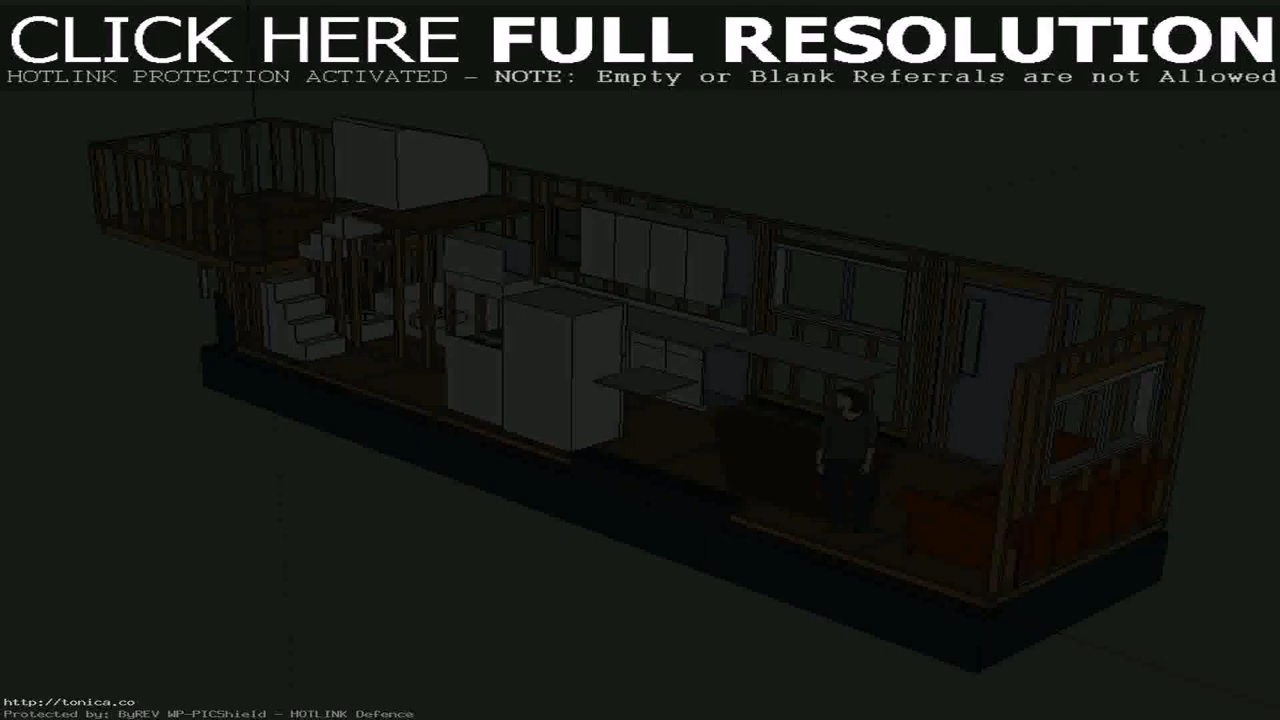 CLICK HERE FULL RESOLUTION
HOTLINK PROTECTION ACTIVATED - NOTE: Empty or Blank Referrals are not Allowed
http://tonica.co
Protected by: ByREV WP-PICShield - HOTLINK Defence